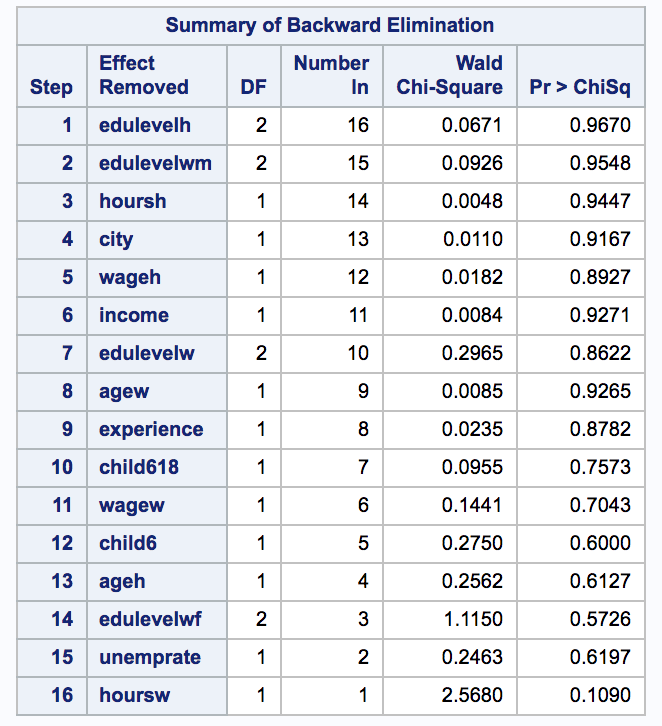 Summary of Backward Elimination
Step Effect Removed DF Number In Wald Chi-Square Pr > ChiSq
1 edulevelh 2 16 0.0671 0.9670
2 edulevelwm 2 15 0.0926 0.9548
3 hoursh 1 14 0.0048 0.9447
4 city 1 13 0.0110 0.9167
5 wageh 1 12 0.0182 0.8927
6 income 1 11 0.0084 0.9271
7 edulevelw 2 10 0.2965 0.8622
8 agew 1 9 0.0085 0.9265
9 experience 1 8 0.0235 0.8782
10 child618 1 7 0.0955 0.7573
11 wagew 1 6 0.1441 0.7043
12 child6 1 5 0.2750 0.6000
13 ageh 1 4 0.2562 0.6127
14 edulevelwf 2 3 1.1150 0.5726
15 unemprate 1 2 0.2463 0.6197
16 hoursw 1 1 2.5680 0.1090